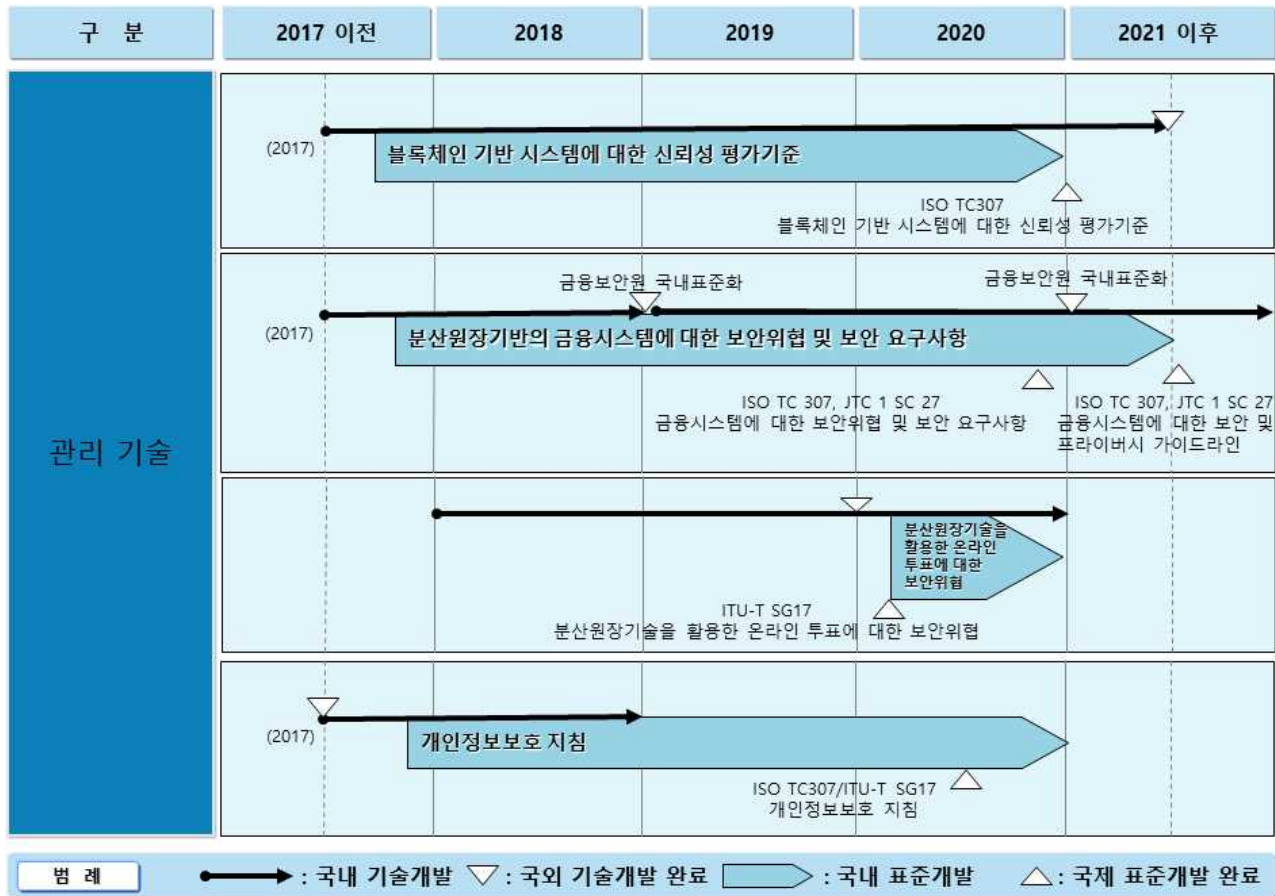 구 분
2017 이전
2018
2019
2020
2021 이후
관리 기술
(2017)
블록체인 기반 시스템에 대한 신뢰성 평가기준
ISO TC307
블록체인 기반 시스템에 대한 신뢰성 평가기준
금융보안원 국내표준화
금융보안원 국내표준화
(2017)
분산원장기반의 금융시스템에 대한 보안위협 및 보안 요구사항
ISO TC 307, JTC 1 SC 27
금융시스템에 대한 보안위협 및 보안 요구사항
ISO TC 307, JTC 1 SC 27
금융시스템에 대한 보안 및
프라이버시 가이드라인
분산원장기술을
활용한 온라인
투표에 대한
보안위협
ITU-T SG17
분산원장기술을 활용한 온라인 투표에 대한 보안위협
(2017)
개인정보보호 지침
ISO TC307/ITU-T SG17
개인정보보호 지침
범 례
: 국내 기술개발
: 국외 기술개발 완료
: 국내 표준개발
: 국제 표준개발 완료